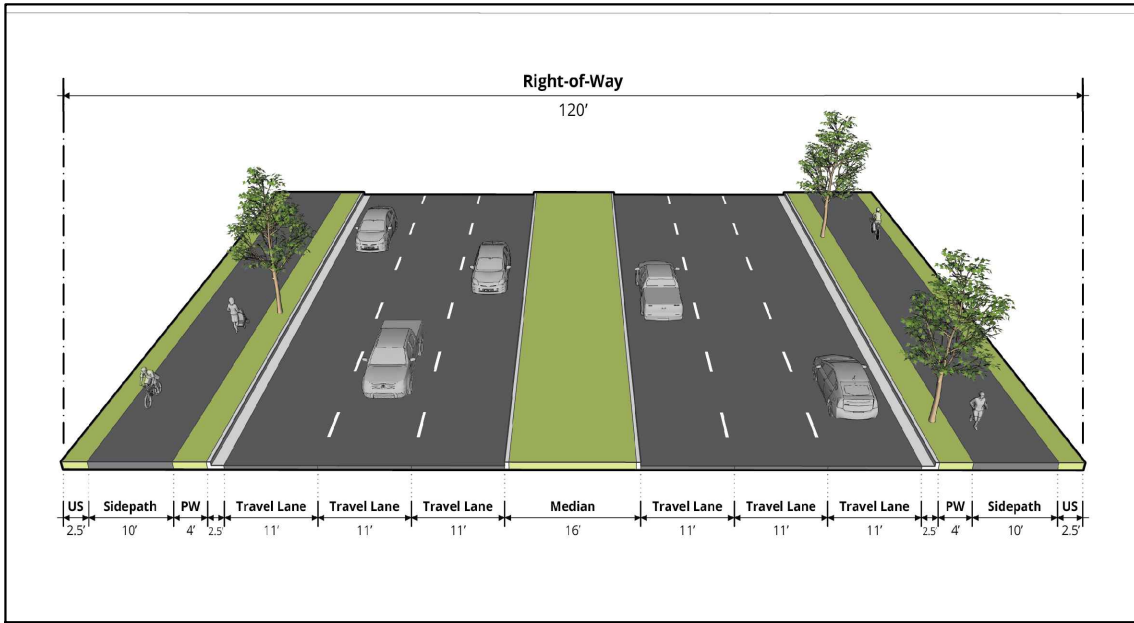 Right-of-Way
120’
US Sidepath PW Travel Lane Travel Lane Travel Lane Median Travel Lane Travel Lane Travel Lane PW Sidepath US
2.5’ 10’ 4’ 2.5’ 11’ 11’ 11’ 16’ 11’ 11’ 11’ 2.5’ 4’ 10’ 2.5’